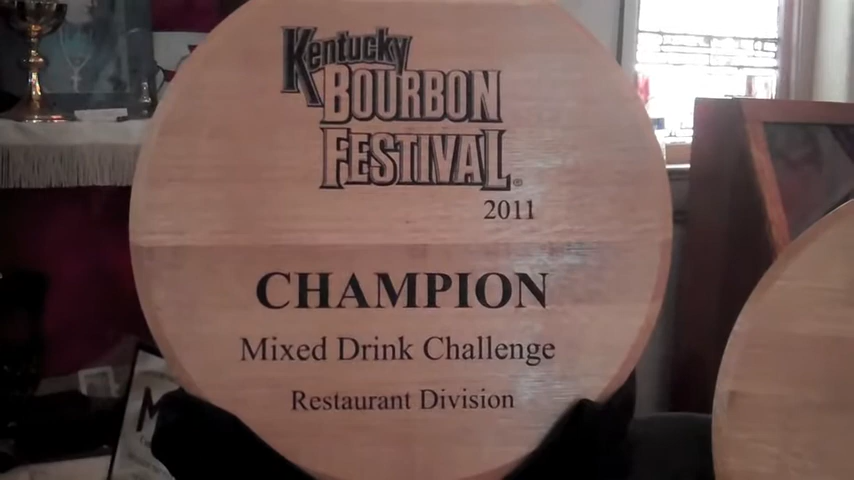 Kentucky
BOURBON
FESTIVAL®
2011
CHAMPION
Mixed Drink Challenge
Restaurant Division
M